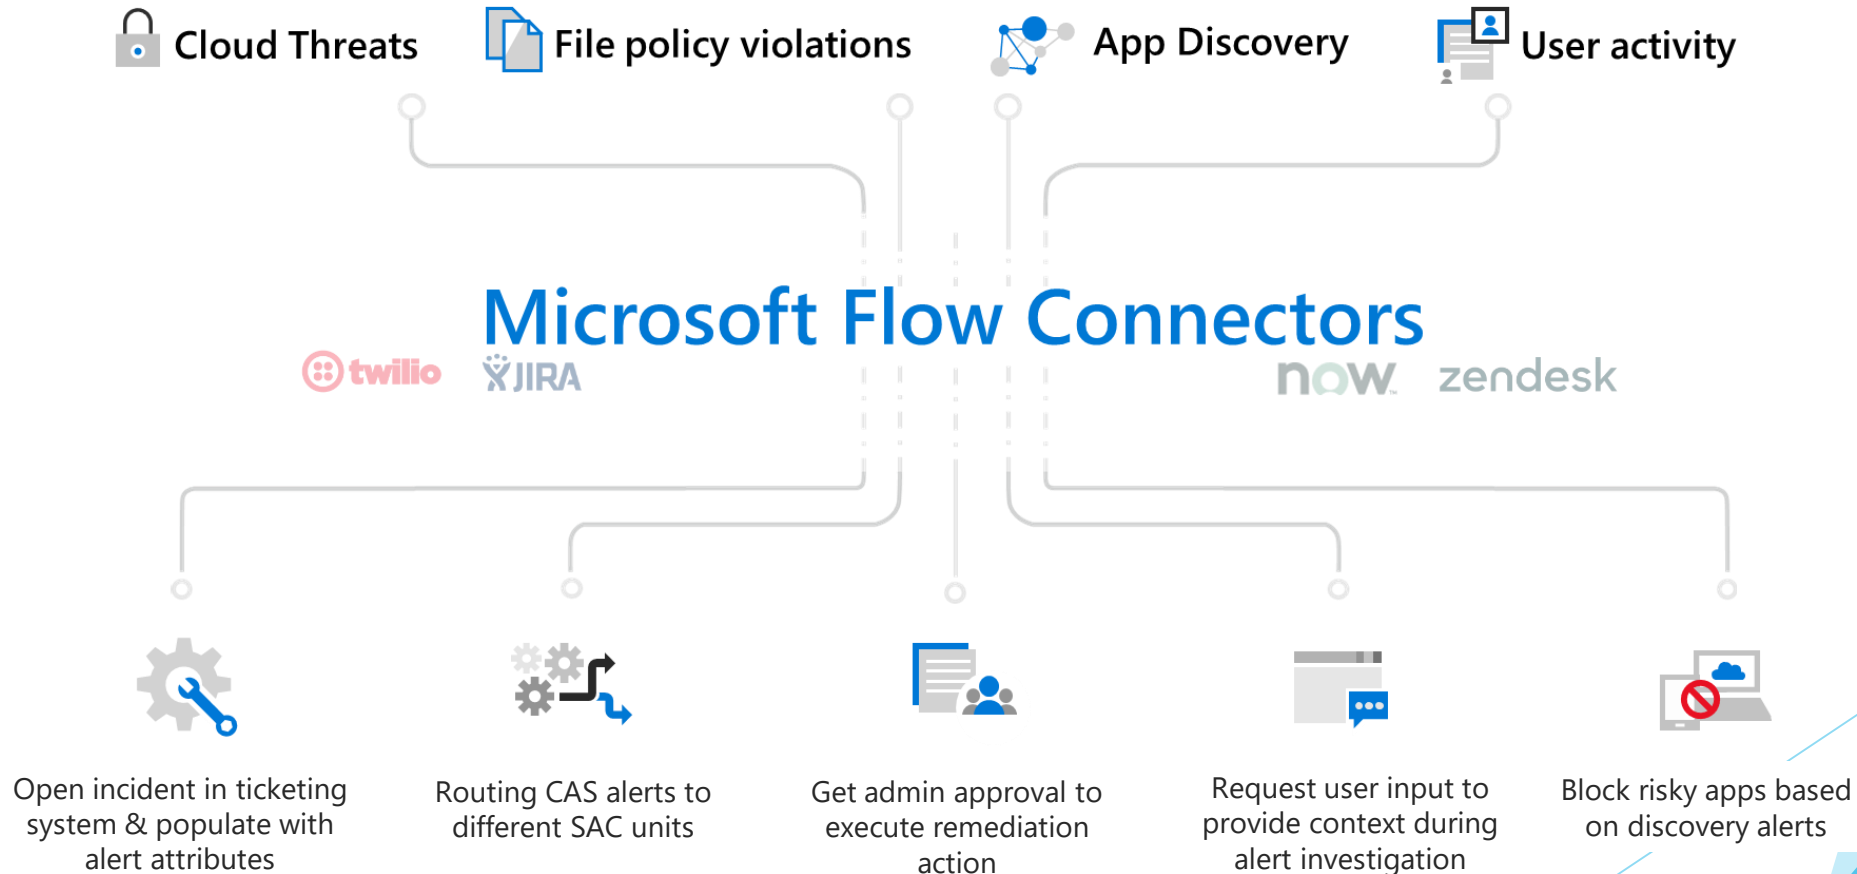 Cloud Threats
File policy violations
App Discovery
User activity
Microsoft Flow Connectors
twilio
JIRA
now™
zendesk
Open incident in ticketing
system & populate with
alert attributes
Routing CAS alerts to
different SAC units
Get admin approval to
execute remediation
action
Request user input to
provide context during
alert investigation
Block risky apps based
on discovery alerts